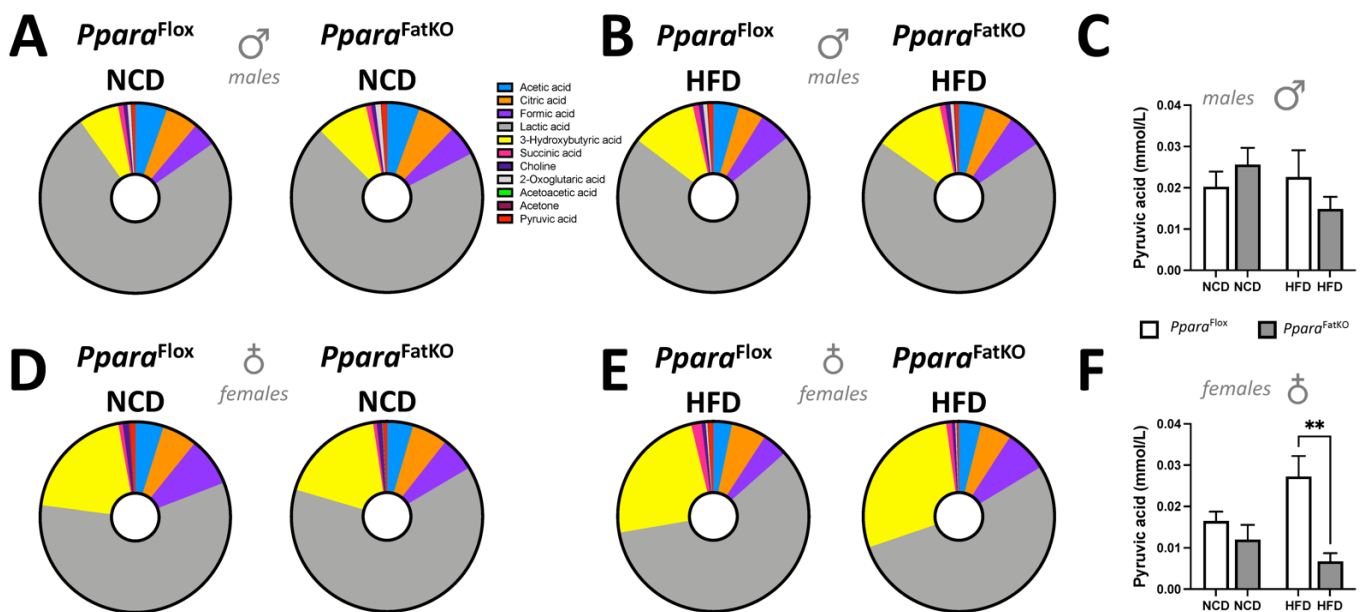 A
Ppara^Flox
♂
males
Ppara^FatKO
NCD
NCD
Acetic acid
Citric acid
Formic acid
Lactic acid
3-Hydroxybutyric acid
Succinic acid
Choline
2-Oxoglutaric acid
Acetoacetic acid
Acetone
Pyruvic acid
B
Ppara^Flox
♂
males
Ppara^FatKO
HFD
HFD
C
males ♂
Pyruvic acid (mmol/L)
0.04
0.03
0.02
0.01
0.00
NCD NCD HFD HFD
Ppara^Flox Ppara^FatKO
D
Ppara^Flox
♀
females
Ppara^FatKO
NCD
NCD
E
Ppara^Flox
♀
females
Ppara^FatKO
HFD
HFD
F
females ♀
Pyruvic acid (mmol/L)
0.04
0.03
0.02
0.01
0.00
**
NCD NCD HFD HFD